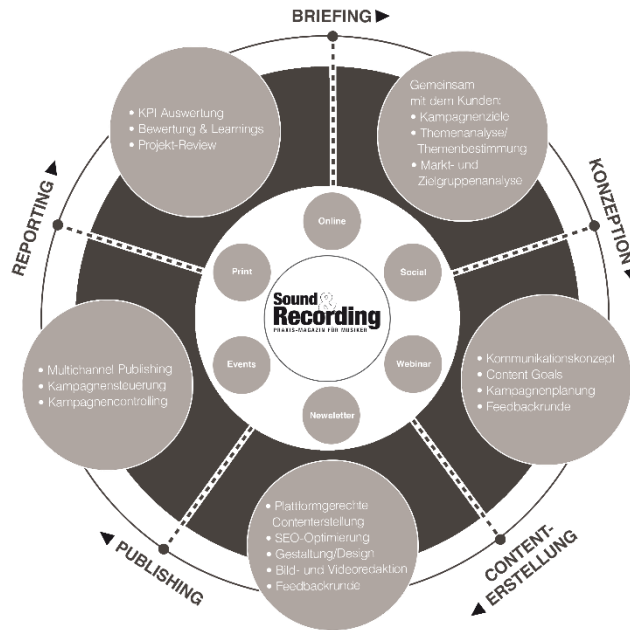 BRIEFING
Gemeinsam
mit dem Kunden:
• Kampagnenziele
• Themenanalyse/
Themenbestimmung
• Markt- und
Zielgruppenanalyse
KONZEPTION
• Kommunikationskonzept
• Content Goals
• Kampagnenplanung
• Feedbackrunde
CONTENT-
ERSTELLUNG
• Plattformgerechte
Contenterstellung
• SEO-Optimierung
• Gestaltung/Design
• Bild- und Videoredaktion
• Feedbackrunde
PUBLISHING
• Multichannel Publishing
• Kampagnensteuerung
• Kampagnencontrolling
REPORTING
• KPI Auswertung
• Bewertung & Learnings
• Projekt-Review
Online
Social
Webinar
Newsletter
Events
Print
Sound &
Recording
PRAXIS-MAGAZIN FÜR MUSIKER